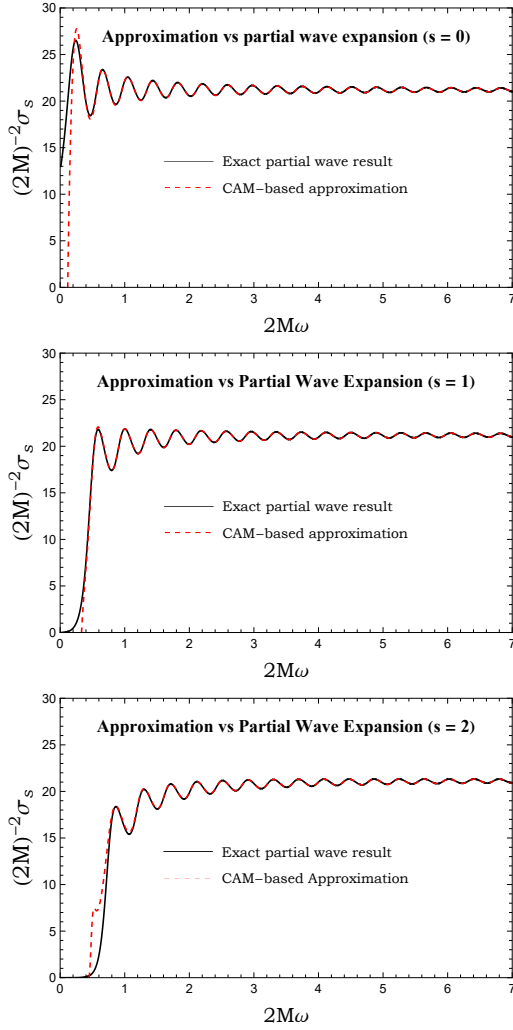 Approximation vs partial wave expansion (s = 0)
(2M)⁻²σₛ
30
25
20
15
10
5
0
Exact partial wave result
CAM−based approximation
0 1 2 3 4 5 6 7
2Mω
Approximation vs Partial Wave Expansion (s = 1)
(2M)⁻²σₛ
30
25
20
15
10
5
0
Exact partial wave result
CAM−based approximation
0 1 2 3 4 5 6 7
2Mω
Approximation vs Partial Wave Expansion (s = 2)
(2M)⁻²σₛ
30
25
20
15
10
5
0
Exact partial wave result
CAM−based Approximation
0 1 2 3 4 5 6 7
2Mω